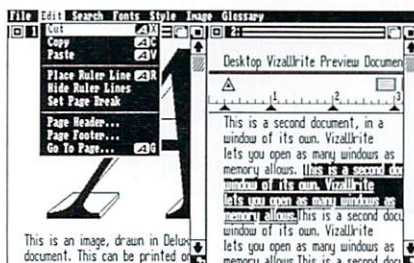 File Edit Search Fonts Style Image Glossary
1
Cut X
Copy C
Paste V
Place Ruler Line R
Hide Ruler Lines
Set Page Break
Page Header...
Page Footer...
Go To Page... G
This is an image, drawn in Delux
document. This can be printed or
2:
Desktop VizaWrite Preview Documen
1 2 3
This is a second document, in a
window of its own. VizaWrite
lets you open as many windows as
memory allows. This is a second doc
window of its own. VizaWrite
lets you open as many windows as
memory allows. This is a second docu
window of its own. VizaWrite
lets you open as many windows as
memory allows This is a second docu